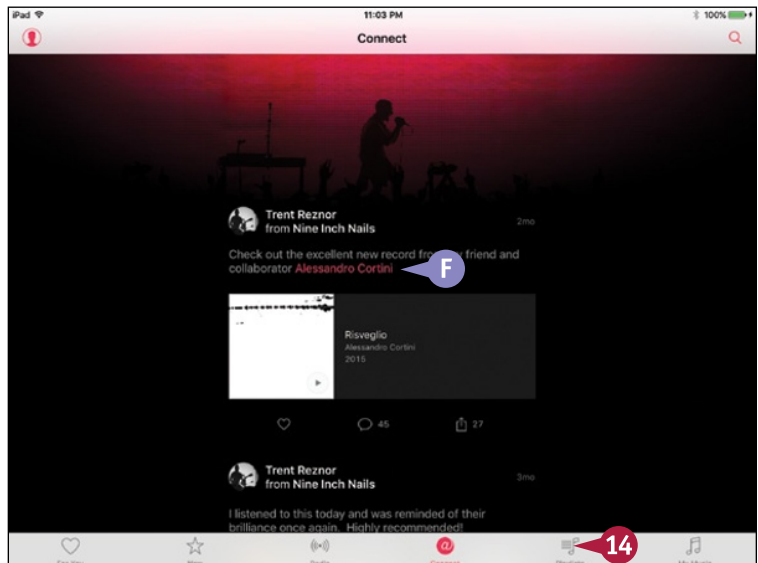 iPad 11:03 PM 100%
Connect
Trent Reznor
from Nine Inch Nails 2mo
Check out the excellent new record friend and
collaborator Alessandro Cortini F
Risveglio
Alessandro Cortini
2015
45 27
Trent Reznor
from Nine Inch Nails 3mo
I listened to this today and was reminded of their
brilliance once again. Highly recommended!
@ 14